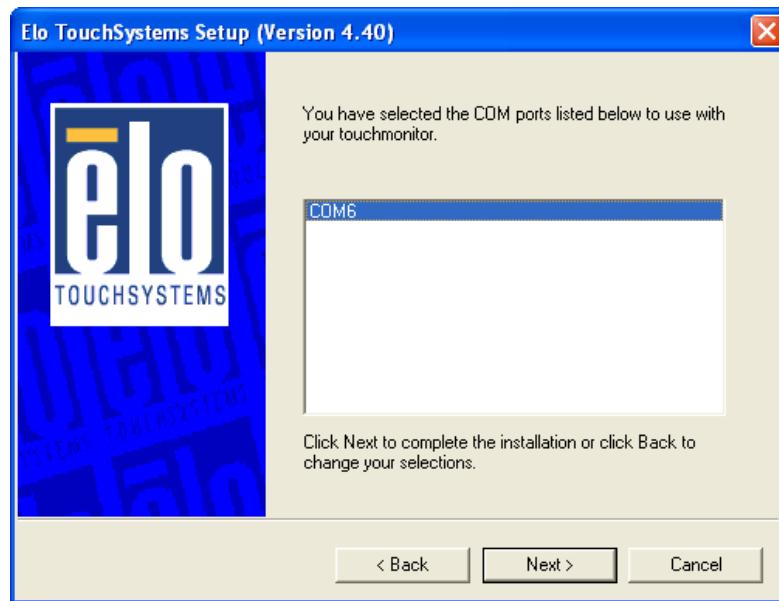 Elo TouchSystems Setup (Version 4.40)
You have selected the COM ports listed below to use with
your touchmonitor.
COM6
elo
TOUCHSYSTEMS
Click Next to complete the installation or click Back to
change your selections.
< Back
Next >
Cancel